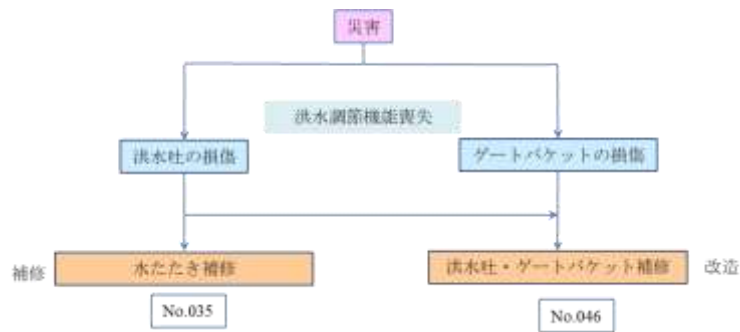 災害
洪水調節機能喪失
洪水吐の損傷
ゲートバケットの損傷
補修
水たたき補修
洪水吐・ゲートバケット補修
改造
No.035
No.046